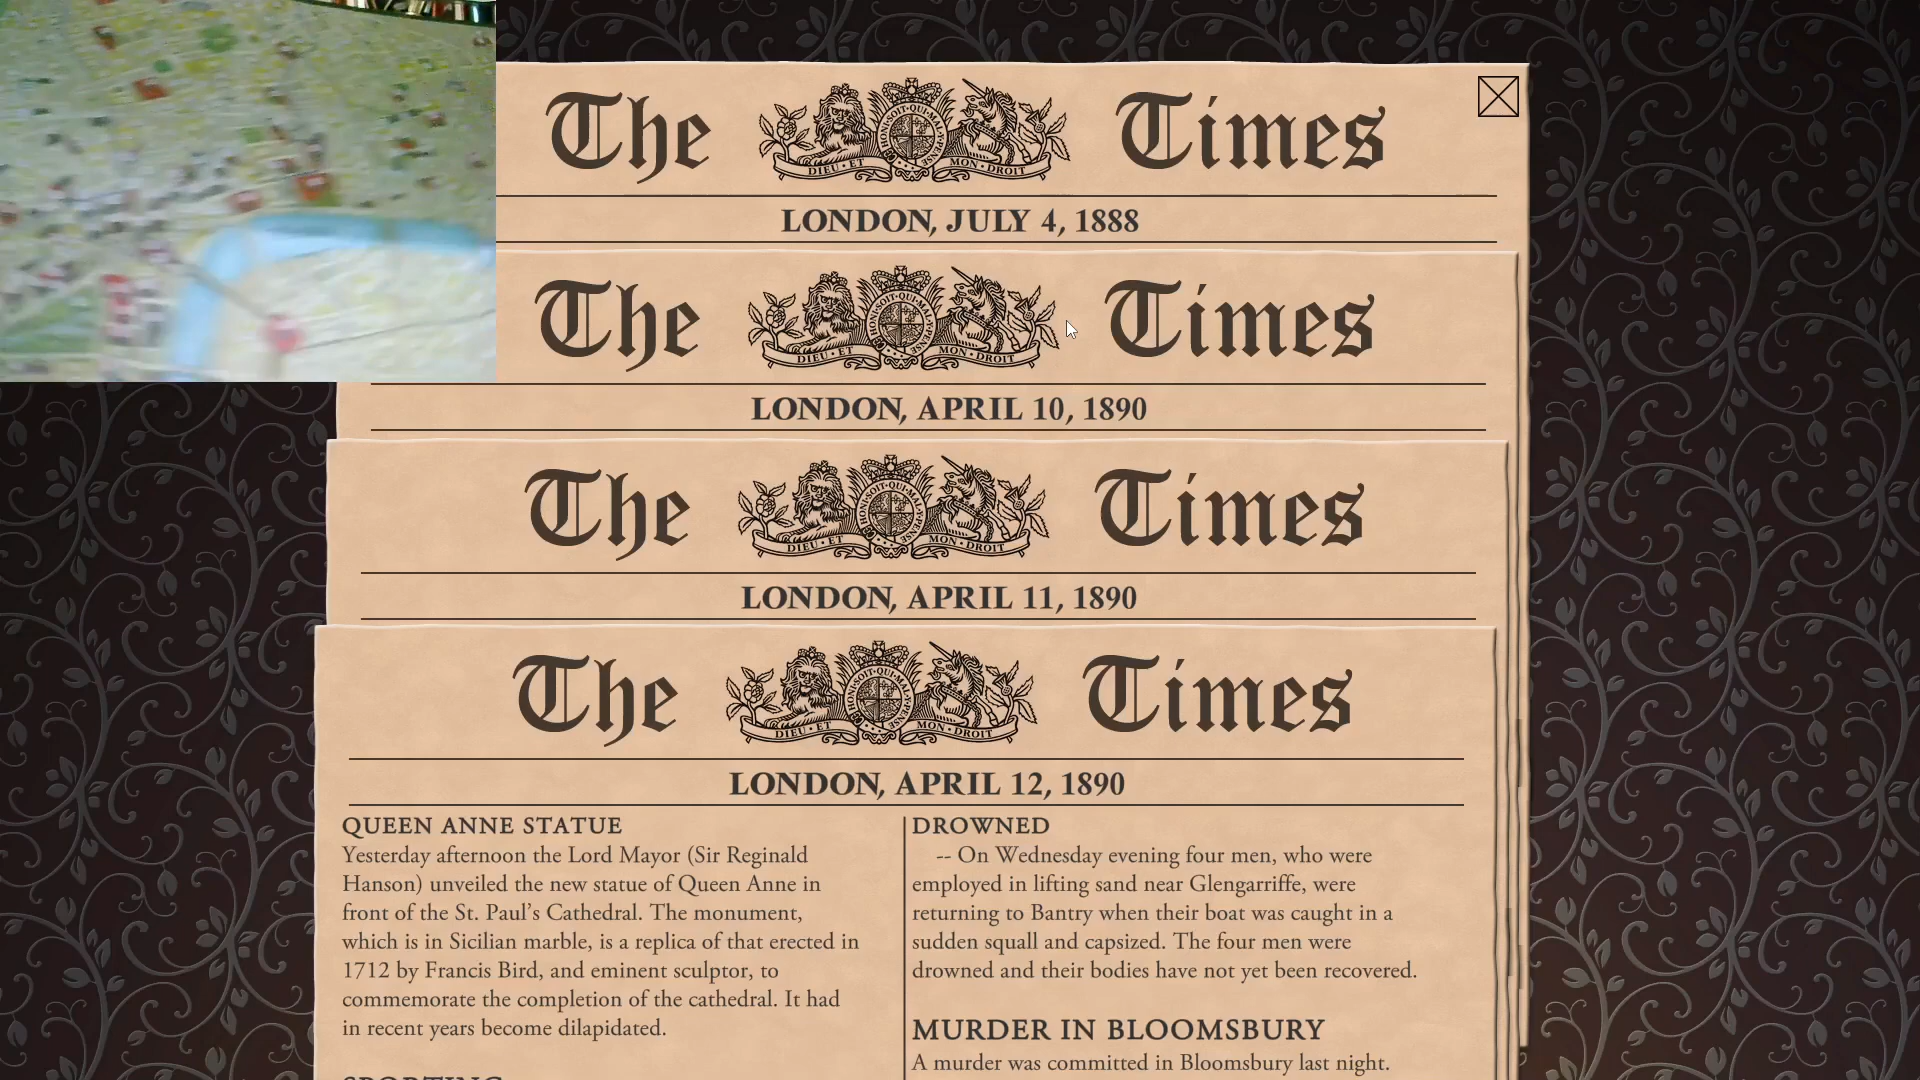 The Times
DIEU · ET MON · DROIT
LONDON, JULY 4, 1888
The Times
DIEU · ET MON · DROIT
LONDON, APRIL 10, 1890
The Times
DIEU · ET MON · DROIT
LONDON, APRIL 11, 1890
The Times
DIEU · ET MON · DROIT
LONDON, APRIL 12, 1890
QUEEN ANNE STATUE
Yesterday afternoon the Lord Mayor (Sir Reginald
Hanson) unveiled the new statue of Queen Anne in
front of the St. Paul's Cathedral. The monument,
which is in Sicilian marble, is a replica of that erected in
1712 by Francis Bird, and eminent sculptor, to
commemorate the completion of the cathedral. It had
in recent years become dilapidated.
SPORTING
DROWNED
-- On Wednesday evening four men, who were
employed in lifting sand near Glengarriffe, were
returning to Bantry when their boat was caught in a
sudden squall and capsized. The four men were
drowned and their bodies have not yet been recovered.
MURDER IN BLOOMSBURY
A murder was committed in Bloomsbury last night.